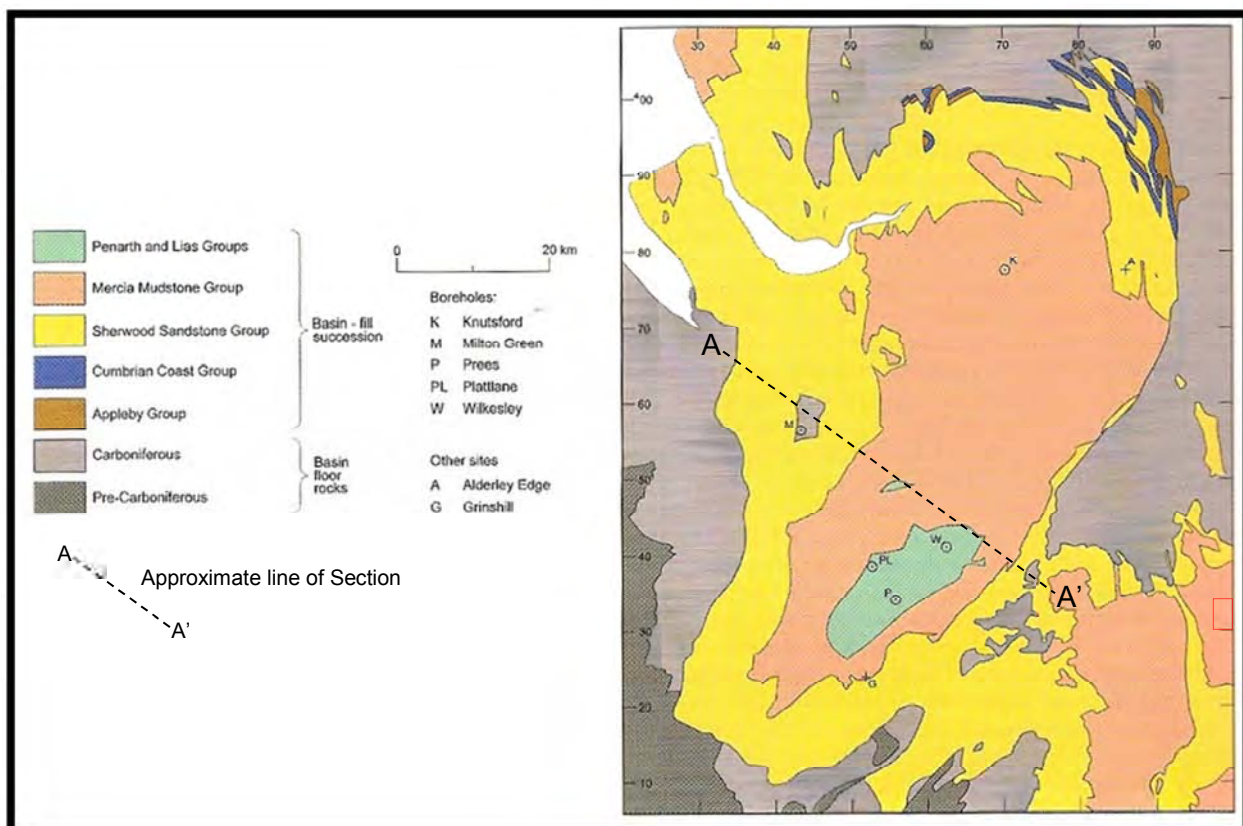 Penarth and Lias Groups
Mercia Mudstone Group
Sherwood Sandstone Group
Cumbrian Coast Group
Appleby Group
Carboniferous
Pre-Carboniferous
Basin - fill
succession
Basin
floor
rocks
0 20 km
Boreholes:
K Knutsford
M Milton Green
P Prees
PL Plattlane
W Wilkesley
Other sites
A Alderley Edge
G Grinshill
A
Approximate line of Section
A'
30 40 50 60 70 80 90
⁴00
90
80
70
60
50
40
30
20
10
K
A
A
M
W
PL
P
A'
G